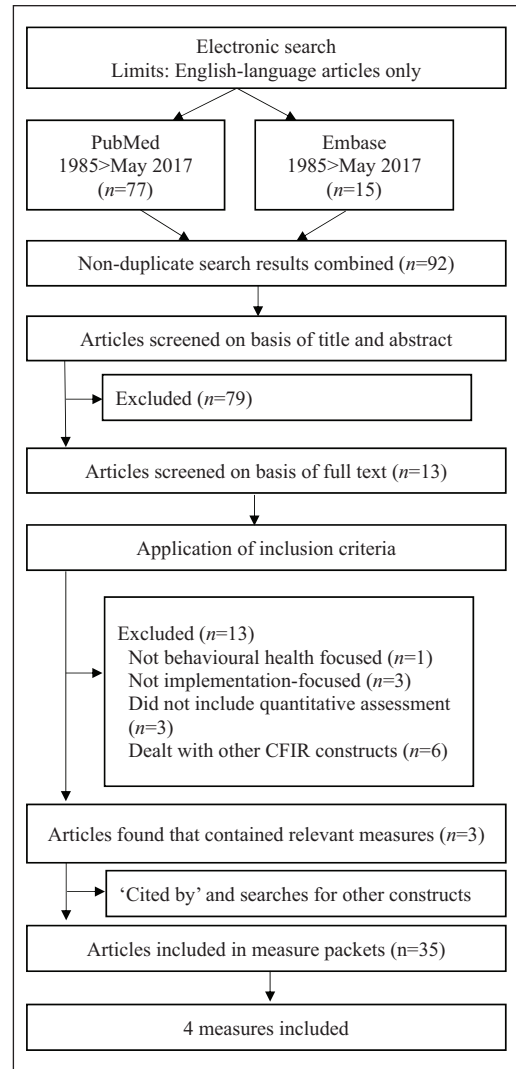 Electronic search
Limits: English-language articles only
PubMed
1985>May 2017
(n=77)
Embase
1985>May 2017
(n=15)
Non-duplicate search results combined (n=92)
Articles screened on basis of title and abstract
Excluded (n=79)
Articles screened on basis of full text (n=13)
Application of inclusion criteria
Excluded (n=13)
Not behavioural health focused (n=1)
Not implementation-focused (n=3)
Did not include quantitative assessment
(n=3)
Dealt with other CFIR constructs (n=6)
Articles found that contained relevant measures (n=3)
‘Cited by’ and searches for other constructs
Articles included in measure packets (n=35)
4 measures included